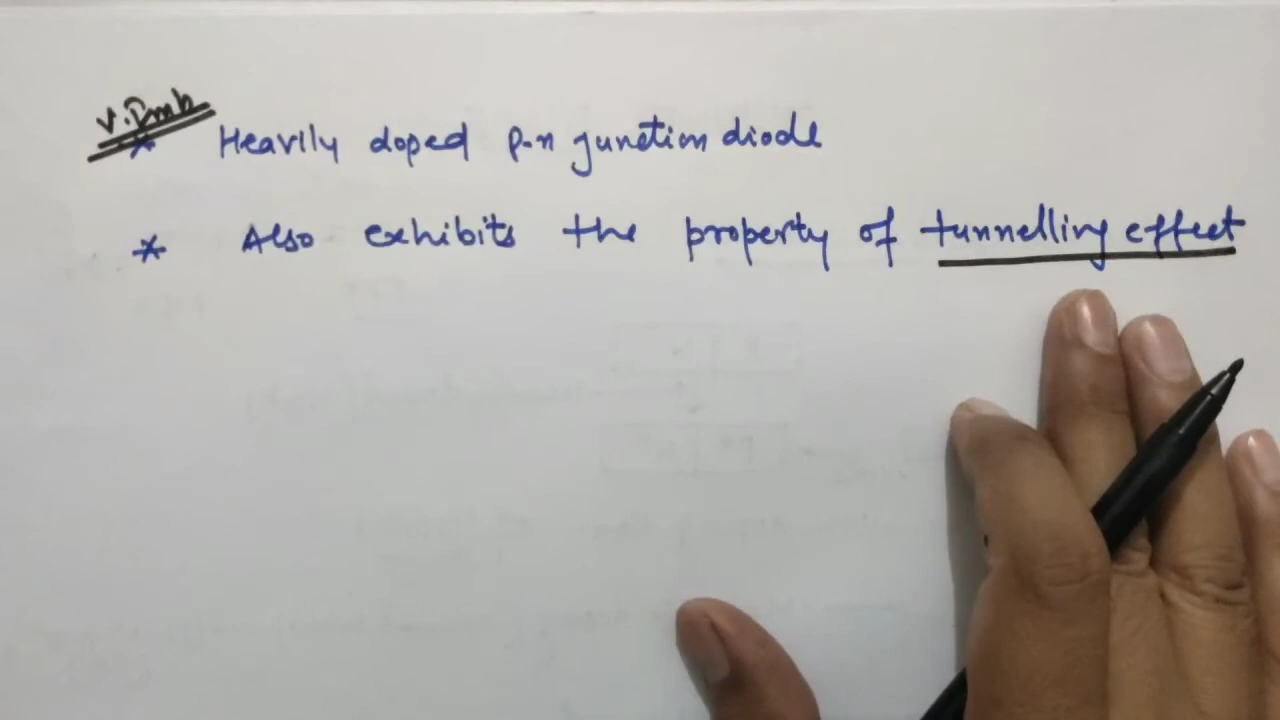 V. Imp
* Heavily doped p-n junction diode
* Also exhibits the property of tunnelling effect